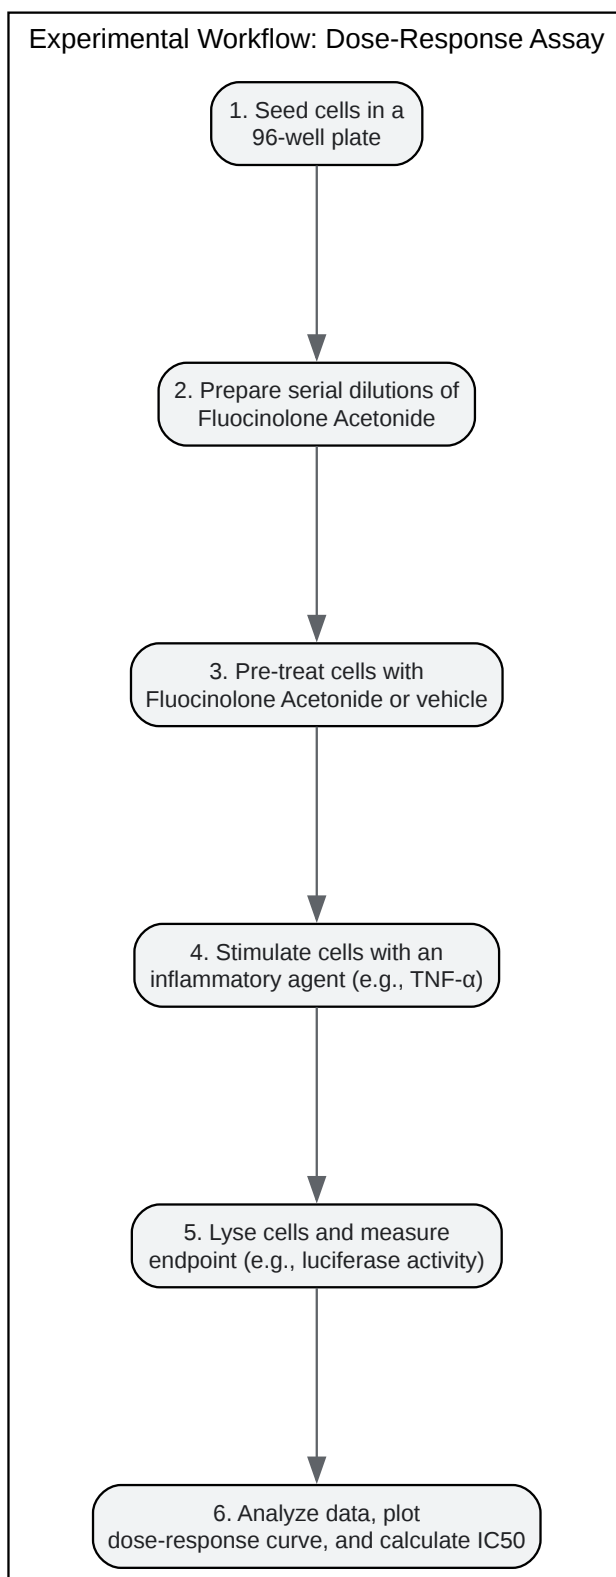 Experimental Workflow: Dose-Response Assay
1. Seed cells in a
96-well plate
2. Prepare serial dilutions of
Fluocinolone Acetonide
3. Pre-treat cells with
Fluocinolone Acetonide or vehicle
4. Stimulate cells with an
inflammatory agent (e.g., TNF-α)
5. Lyse cells and measure
endpoint (e.g., luciferase activity)
6. Analyze data, plot
dose-response curve, and calculate IC50